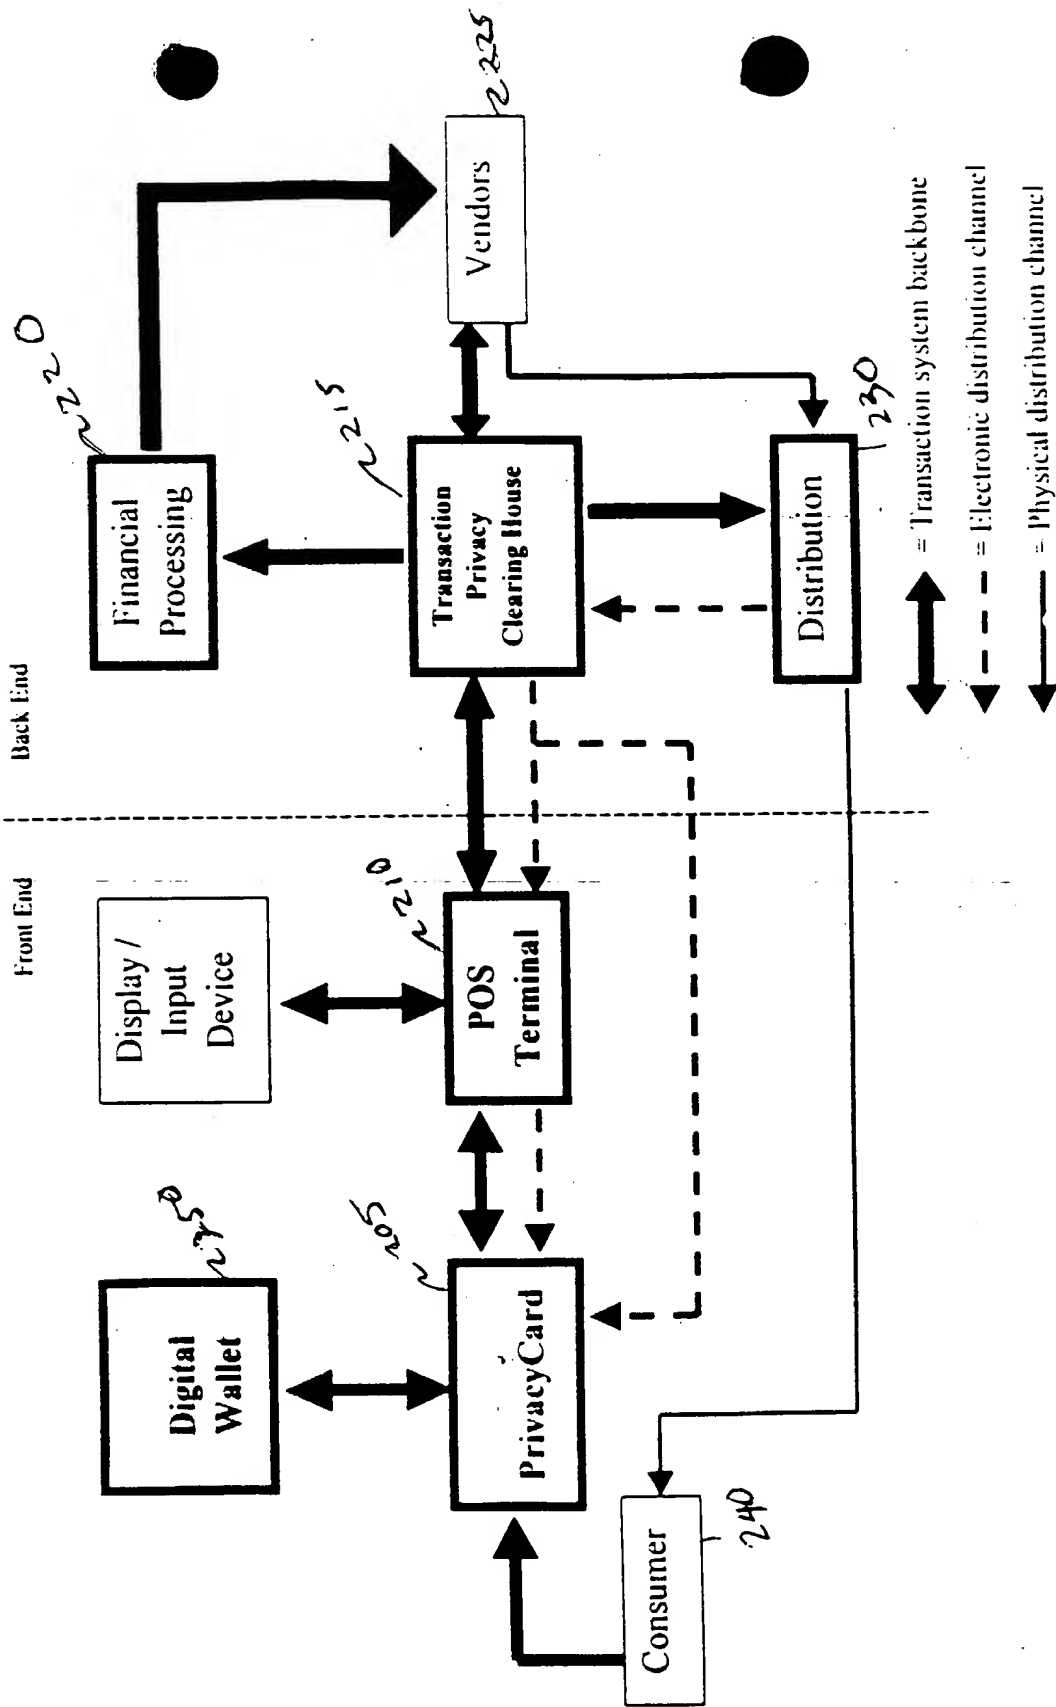 Front End
Back End
Digital
Wallet
2350
Display /
Input
Device
Financial
Processing
220
PrivacyCard
205
POS
Terminal
210
Transaction
Privacy
Clearing House
215
Vendors
225
Consumer
240
Distribution
230
= Transaction system backbone
= Electronic distribution channel
= Physical distribution channel